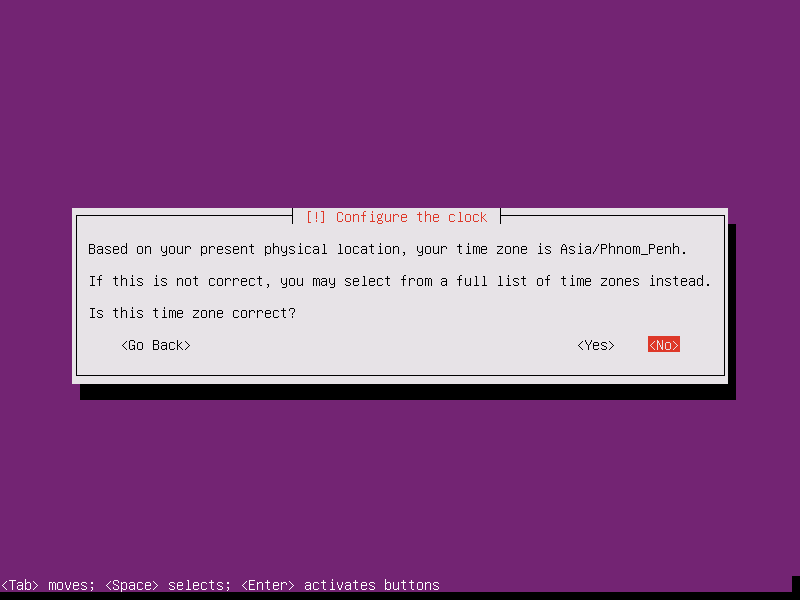 [!] Configure the clock
Based on your present physical location, your time zone is Asia/Phnom_Penh.
If this is not correct, you may select from a full list of time zones instead.
Is this time zone correct?
<Go Back> <Yes> <No>
<Tab> moves; <Space> selects; <Enter> activates buttons